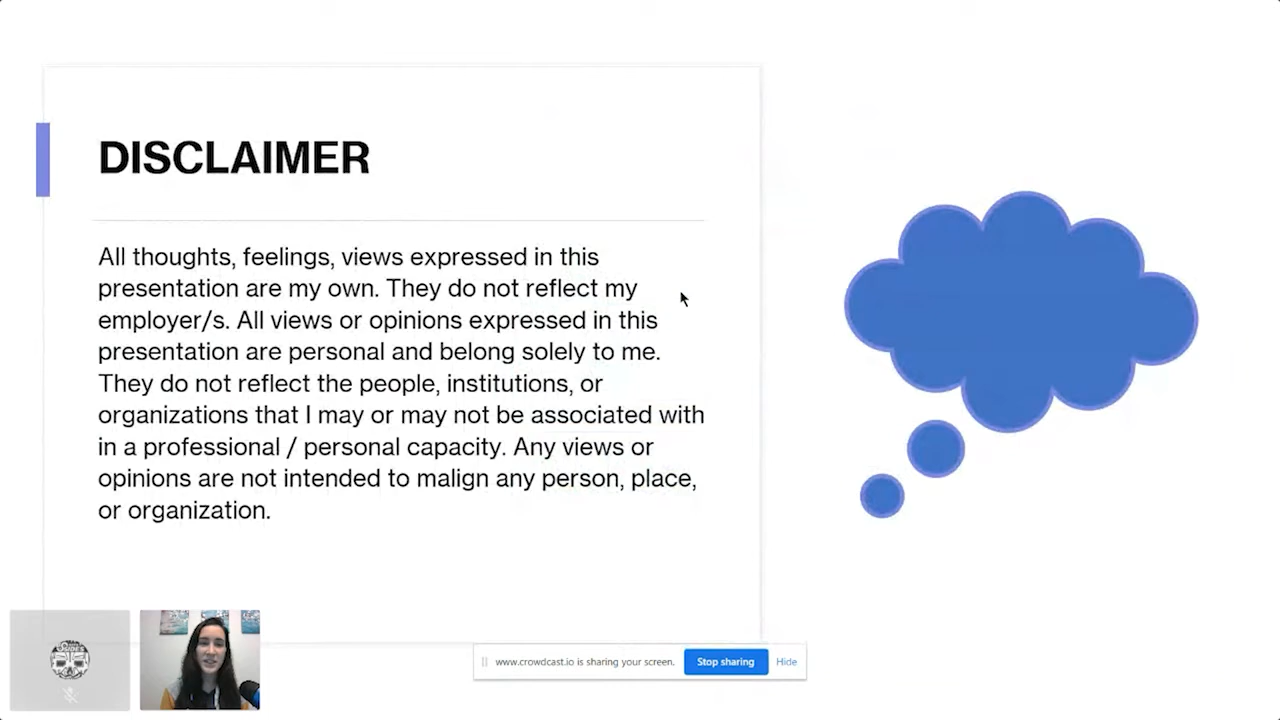 DISCLAIMER
All thoughts, feelings, views expressed in this
presentation are my own. They do not reflect my
employer/s. All views or opinions expressed in this
presentation are personal and belong solely to me.
They do not reflect the people, institutions, or
organizations that I may or may not be associated with
in a professional / personal capacity. Any views or
opinions are not intended to malign any person, place,
or organization.
SIDES
www.crowdcast.io is sharing your screen. Stop sharing Hide